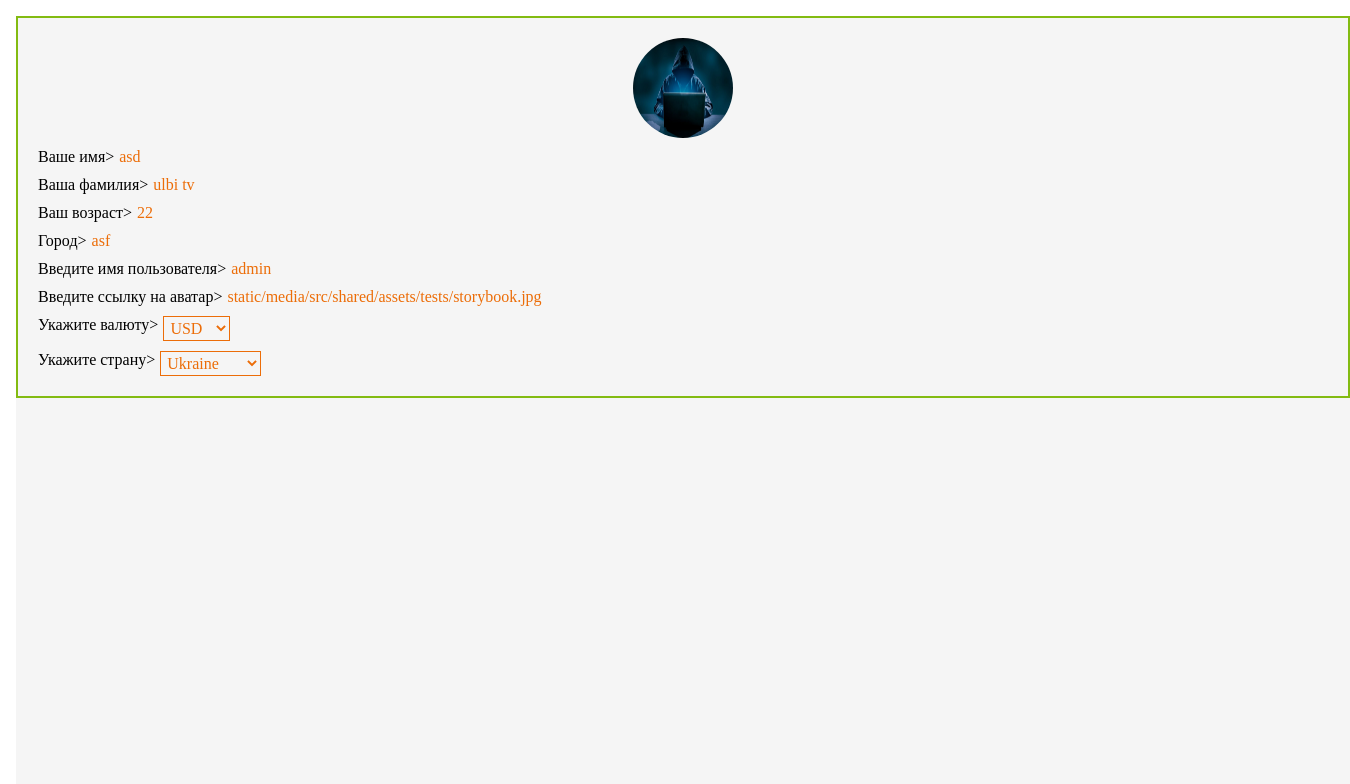 Ваше имя> asd
Ваша фамилия> ulbi tv
Ваш возраст> 22
Город> asf
Введите имя пользователя> admin
Введите ссылку на аватар> static/media/src/shared/assets/tests/storybook.jpg
Укажите валюту> USD
Укажите страну> Ukraine